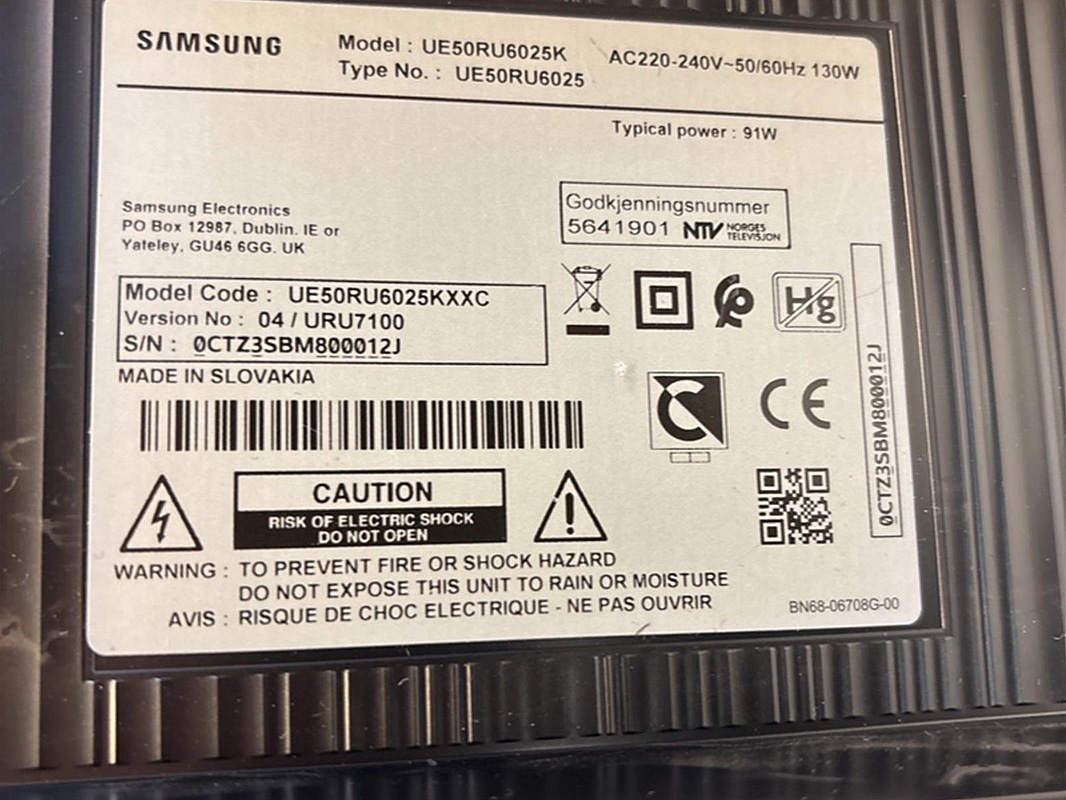 SAMSUNG
Model : UE50RU6025K
Type No. : UE50RU6025
AC220-240V~50/60Hz 130W
Typical power : 91W
Samsung Electronics
PO Box 12987, Dublin. IE or
Yateley, GU46 6GG. UK
Godkjenningsnummer
5641901 NTV NORGES TELEVISJON
Model Code : UE50RU6025KXXC
Version No : 04 / URU7100
S/N : 0CTZ3SBM800012J
MADE IN SLOVAKIA
Hg
C
CE
0CTZ3SBM800012J
CAUTION
RISK OF ELECTRIC SHOCK
DO NOT OPEN
WARNING : TO PREVENT FIRE OR SHOCK HAZARD
DO NOT EXPOSE THIS UNIT TO RAIN OR MOISTURE
AVIS : RISQUE DE CHOC ELECTRIQUE - NE PAS OUVRIR
BN68-06708G-00